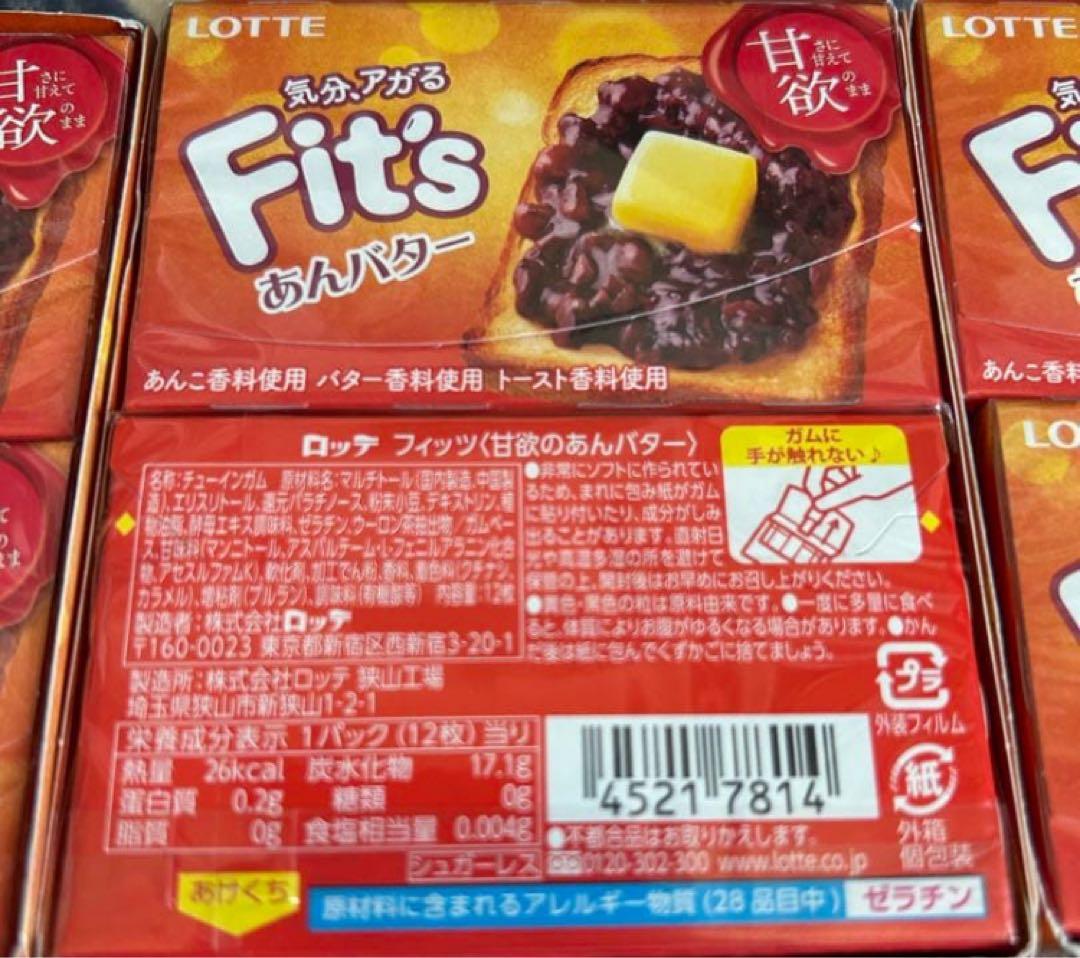 LOTTE
甘さに甘えて
欲のまま
気分、アガる
Fit's
あんバター
あんこ香料使用 バター香料使用 トースト香料使用
LOTTE
あんこ香料
ロッテ フィッツ〈甘欲のあんバター〉
ガムに
手が触れない♪
名称:チューインガム 原材料名:マルチトール(国内製造、中国製
造)、エリスリトール、還元パラチノース、粉末小豆、デキストリン、植
物油脂、酵母エキス調味料、ゼラチン、ウーロン茶抽出物/ガムベー
ス、甘味料(マンニトール、アスパルテーム・L-フェニルアラニン化合
物、アセスルファムK)、軟化剤、加工でん粉、香料、着色料(クチナシ、
カラメル)、増粘剤(プルラン)、調味料(有機酸等) 内容量:12枚
製造者:株式会社ロッテ
〒160-0023 東京都新宿区西新宿3-20-1
●非常にソフトに作られてい
るため、まれに包み紙がガム
に貼り付いたり、成分がしみ
出ることがあります。直射日
光や高温多湿の所を避けて
保管の上、開封後はお早めにお召し上がりください。
●黄色・黒色の粒は原料由来です。●一度に多量に食べ
ると、体質によりお腹がゆるくなる場合があります。●かん
だ後は紙に包んでくずかごに捨てましょう。
製造所:株式会社ロッテ 狭山工場
埼玉県狭山市新狭山1-2-1
栄養成分表示 1パック(12枚)当り
熱量 26kcal 炭水化物 17.1g
蛋白質 0.2g 糖類 0g
脂質 0g 食塩相当量 0.004g
シュガーレス
プラ
外装フィルム
紙
外箱
個包装
4521 7814
●不都合品はお取りかえします。
0120-302-300 www.lotte.co.jp
あけくち
原材料に含まれるアレルギー物質(28品目中) ゼラチン